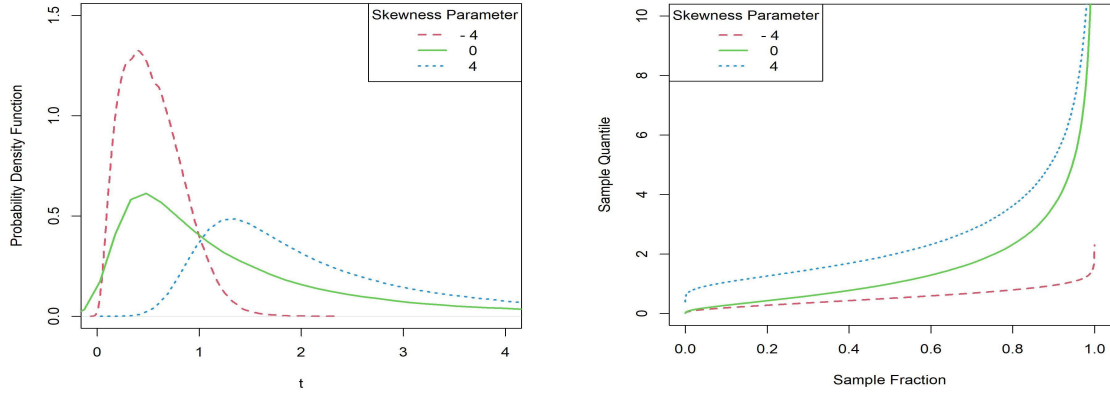 Skewness Parameter
- 4
0
4
Probability Density Function
1.5
1.0
0.5
0.0
0 1 2 3 4
t
Skewness Parameter
- 4
0
4
Sample Quantile
10
8
6
4
2
0
0.0 0.2 0.4 0.6 0.8 1.0
Sample Fraction